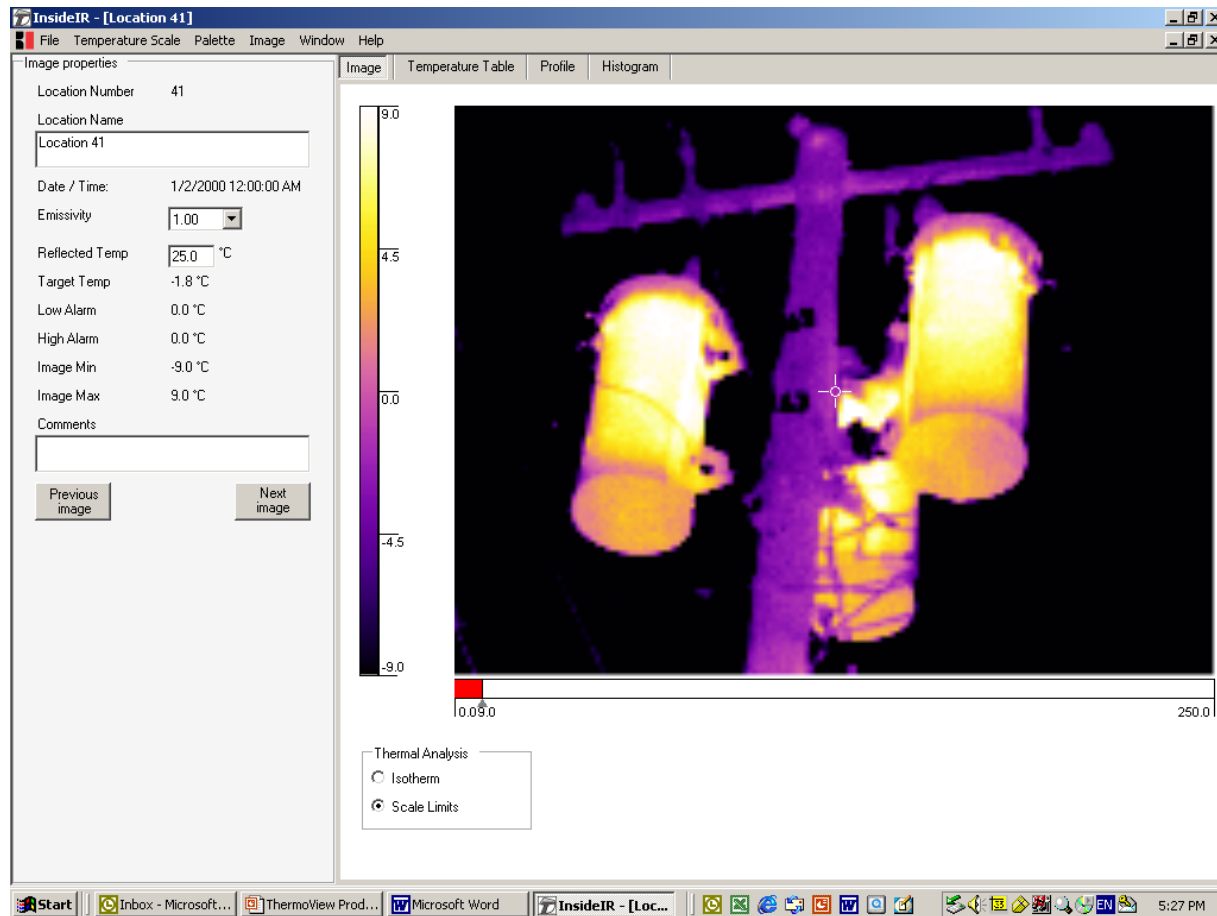 InsideIR - [Location 41]
File Temperature Scale Palette Image Window Help
Image properties
Location Number 41
Location Name
Location 41
Date / Time: 1/2/2000 12:00:00 AM
Emissivity 1.00
Reflected Temp 25.0 °C
Target Temp -1.8 °C
Low Alarm 0.0 °C
High Alarm 0.0 °C
Image Min -9.0 °C
Image Max 9.0 °C
Comments
Previous image
Next image
Image Temperature Table Profile Histogram
9.0
4.5
0.0
-4.5
-9.0
0.09.0 250.0
Thermal Analysis
Isotherm
Scale Limits
Start Inbox - Microsoft... ThermoView Prod... Microsoft Word InsideIR - [Loc... EN 5:27 PM